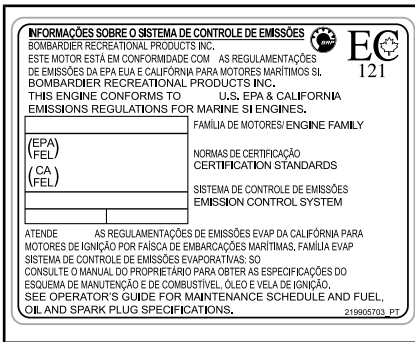 INFORMAÇÕES SOBRE O SISTEMA DE CONTROLE DE EMISSÕES
BRP
EC
121
BOMBARDIER RECREATIONAL PRODUCTS INC.
ESTE MOTOR ESTÁ EM CONFORMIDADE COM AS REGULAMENTAÇÕES
DE EMISSÕES DA EPA EUA E CALIFÓRNIA PARA MOTORES MARÍTIMOS SI.
BOMBARDIER RECREATIONAL PRODUCTS INC.
THIS ENGINE CONFORMS TO U.S. EPA & CALIFORNIA
EMISSIONS REGULATIONS FOR MARINE SI ENGINES.
FAMÍLIA DE MOTORES/ ENGINE FAMILY
(EPA FEL)
NORMAS DE CERTIFICAÇÃO
CERTIFICATION STANDARDS
(CA FEL)
SISTEMA DE CONTROLE DE EMISSÕES
EMISSION CONTROL SYSTEM
ATENDE AS REGULAMENTAÇÕES DE EMISSÕES EVAP DA CALIFÓRNIA PARA
MOTORES DE IGNIÇÃO POR FAÍSCA DE EMBARCAÇÕES MARÍTIMAS, FAMÍLIA EVAP
SISTEMA DE CONTROLE DE EMISSÕES EVAPORATIVAS: SO
CONSULTE O MANUAL DO PROPRIETÁRIO PARA OBTER AS ESPECIFICAÇÕES DO
ESQUEMA DE MANUTENÇÃO E DE COMBUSTÍVEL, ÓLEO E VELA DE IGNIÇÃO.
SEE OPERATOR'S GUIDE FOR MAINTENANCE SCHEDULE AND FUEL,
OIL AND SPARK PLUG SPECIFICATIONS.
219905703_PT